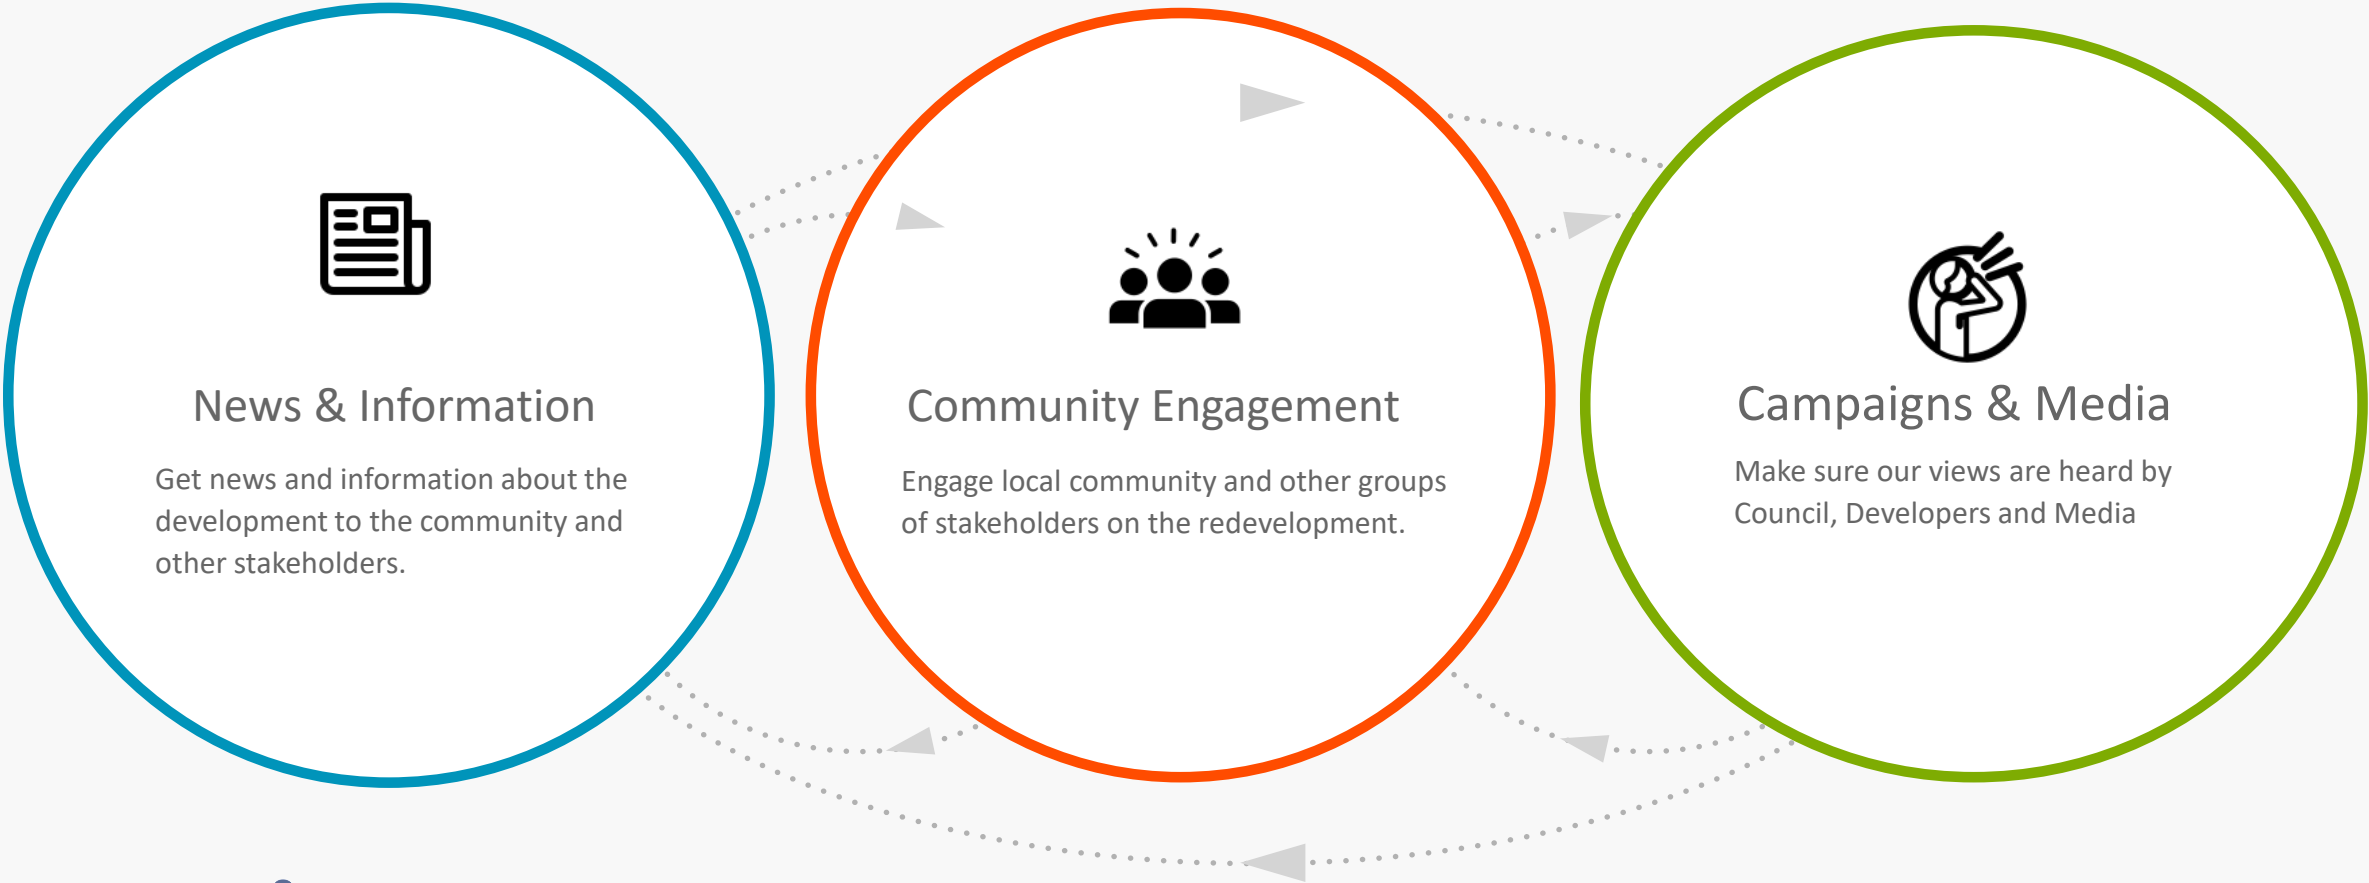 News & Information
Get news and information about the
development to the community and
other stakeholders.
Community Engagement
Engage local community and other groups
of stakeholders on the redevelopment.
Campaigns & Media
Make sure our views are heard by
Council, Developers and Media